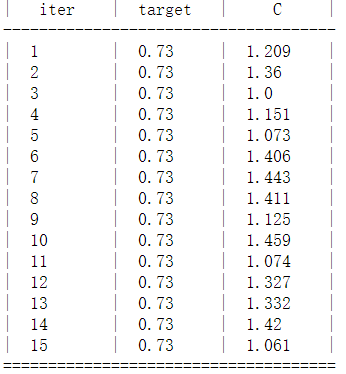 | iter | target | C |
-------------------------------------
| 1 | 0.73 | 1.209 |
| 2 | 0.73 | 1.36 |
| 3 | 0.73 | 1.0 |
| 4 | 0.73 | 1.151 |
| 5 | 0.73 | 1.073 |
| 6 | 0.73 | 1.406 |
| 7 | 0.73 | 1.443 |
| 8 | 0.73 | 1.411 |
| 9 | 0.73 | 1.125 |
| 10 | 0.73 | 1.459 |
| 11 | 0.73 | 1.074 |
| 12 | 0.73 | 1.327 |
| 13 | 0.73 | 1.332 |
| 14 | 0.73 | 1.42 |
| 15 | 0.73 | 1.061 |
=====================================